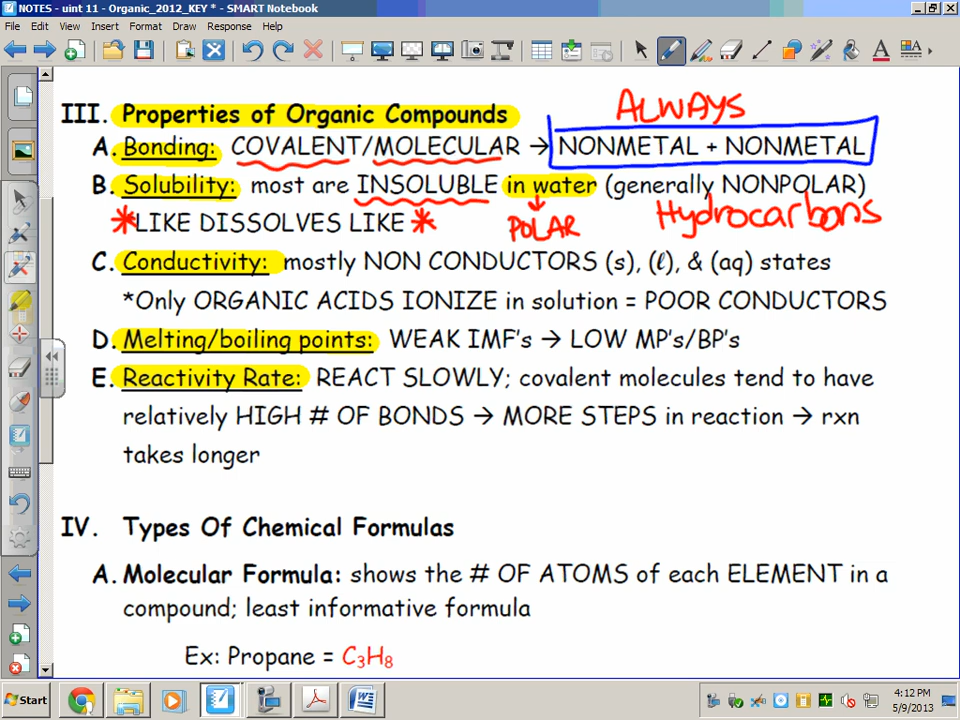 NOTES - uint 11 - Organic_2012_KEY * - SMART Notebook
File Edit View Insert Format Draw Response Help
ALWAYS
III. Properties of Organic Compounds
A. Bonding: COVALENT/MOLECULAR → NONMETAL + NONMETAL
B. Solubility: most are INSOLUBLE in water (generally NONPOLAR)
*LIKE DISSOLVES LIKE * POLAR Hydrocarbons
C. Conductivity: mostly NON CONDUCTORS (s), (ℓ), & (aq) states
*Only ORGANIC ACIDS IONIZE in solution = POOR CONDUCTORS
D. Melting/boiling points: WEAK IMF's → LOW MP's/BP's
E. Reactivity Rate: REACT SLOWLY; covalent molecules tend to have
relatively HIGH # OF BONDS → MORE STEPS in reaction → rxn
takes longer
IV. Types Of Chemical Formulas
A. Molecular Formula: shows the # OF ATOMS of each ELEMENT in a
compound; least informative formula
Ex: Propane = C₃H₈
Start
4:12 PM
5/9/2013